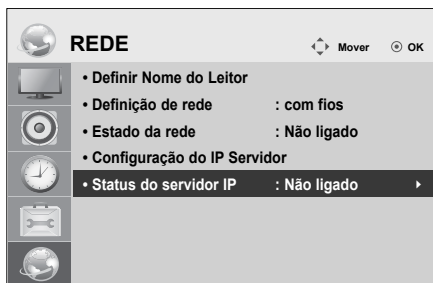 REDE Mover OK
• Definir Nome do Leitor
• Definição de rede : com fios
• Estado da rede : Não ligado
• Configuração do IP Servidor
• Status do servidor IP : Não ligado